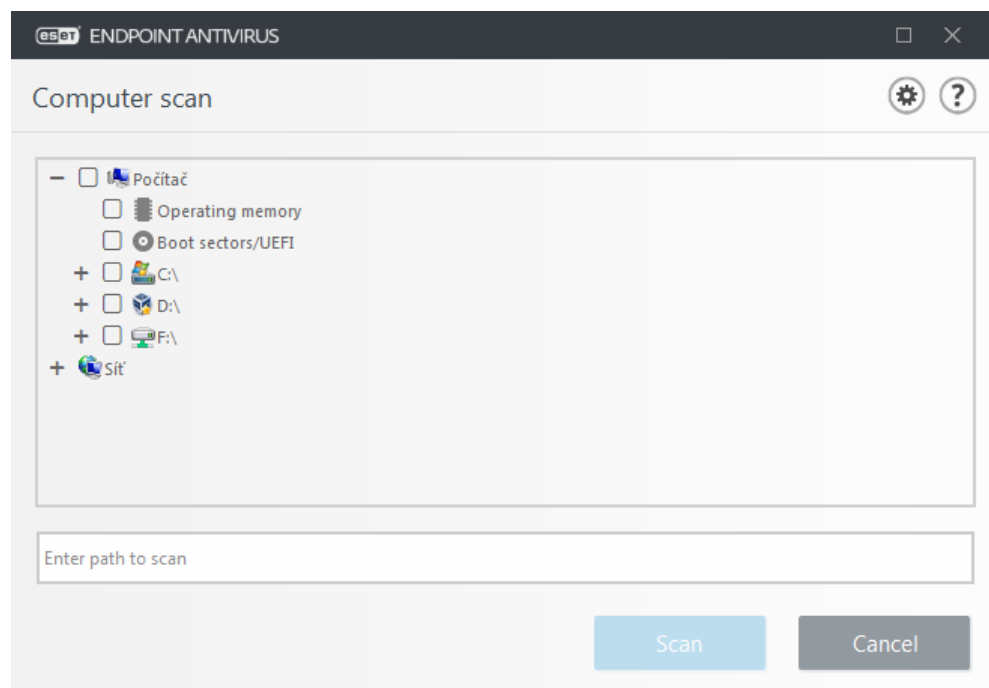 eset ENDPOINT ANTIVIRUS
Computer scan
?
Počítač
Operating memory
Boot sectors/UEFI
C:\
D:\
F:\
Síť
Enter path to scan
Scan Cancel